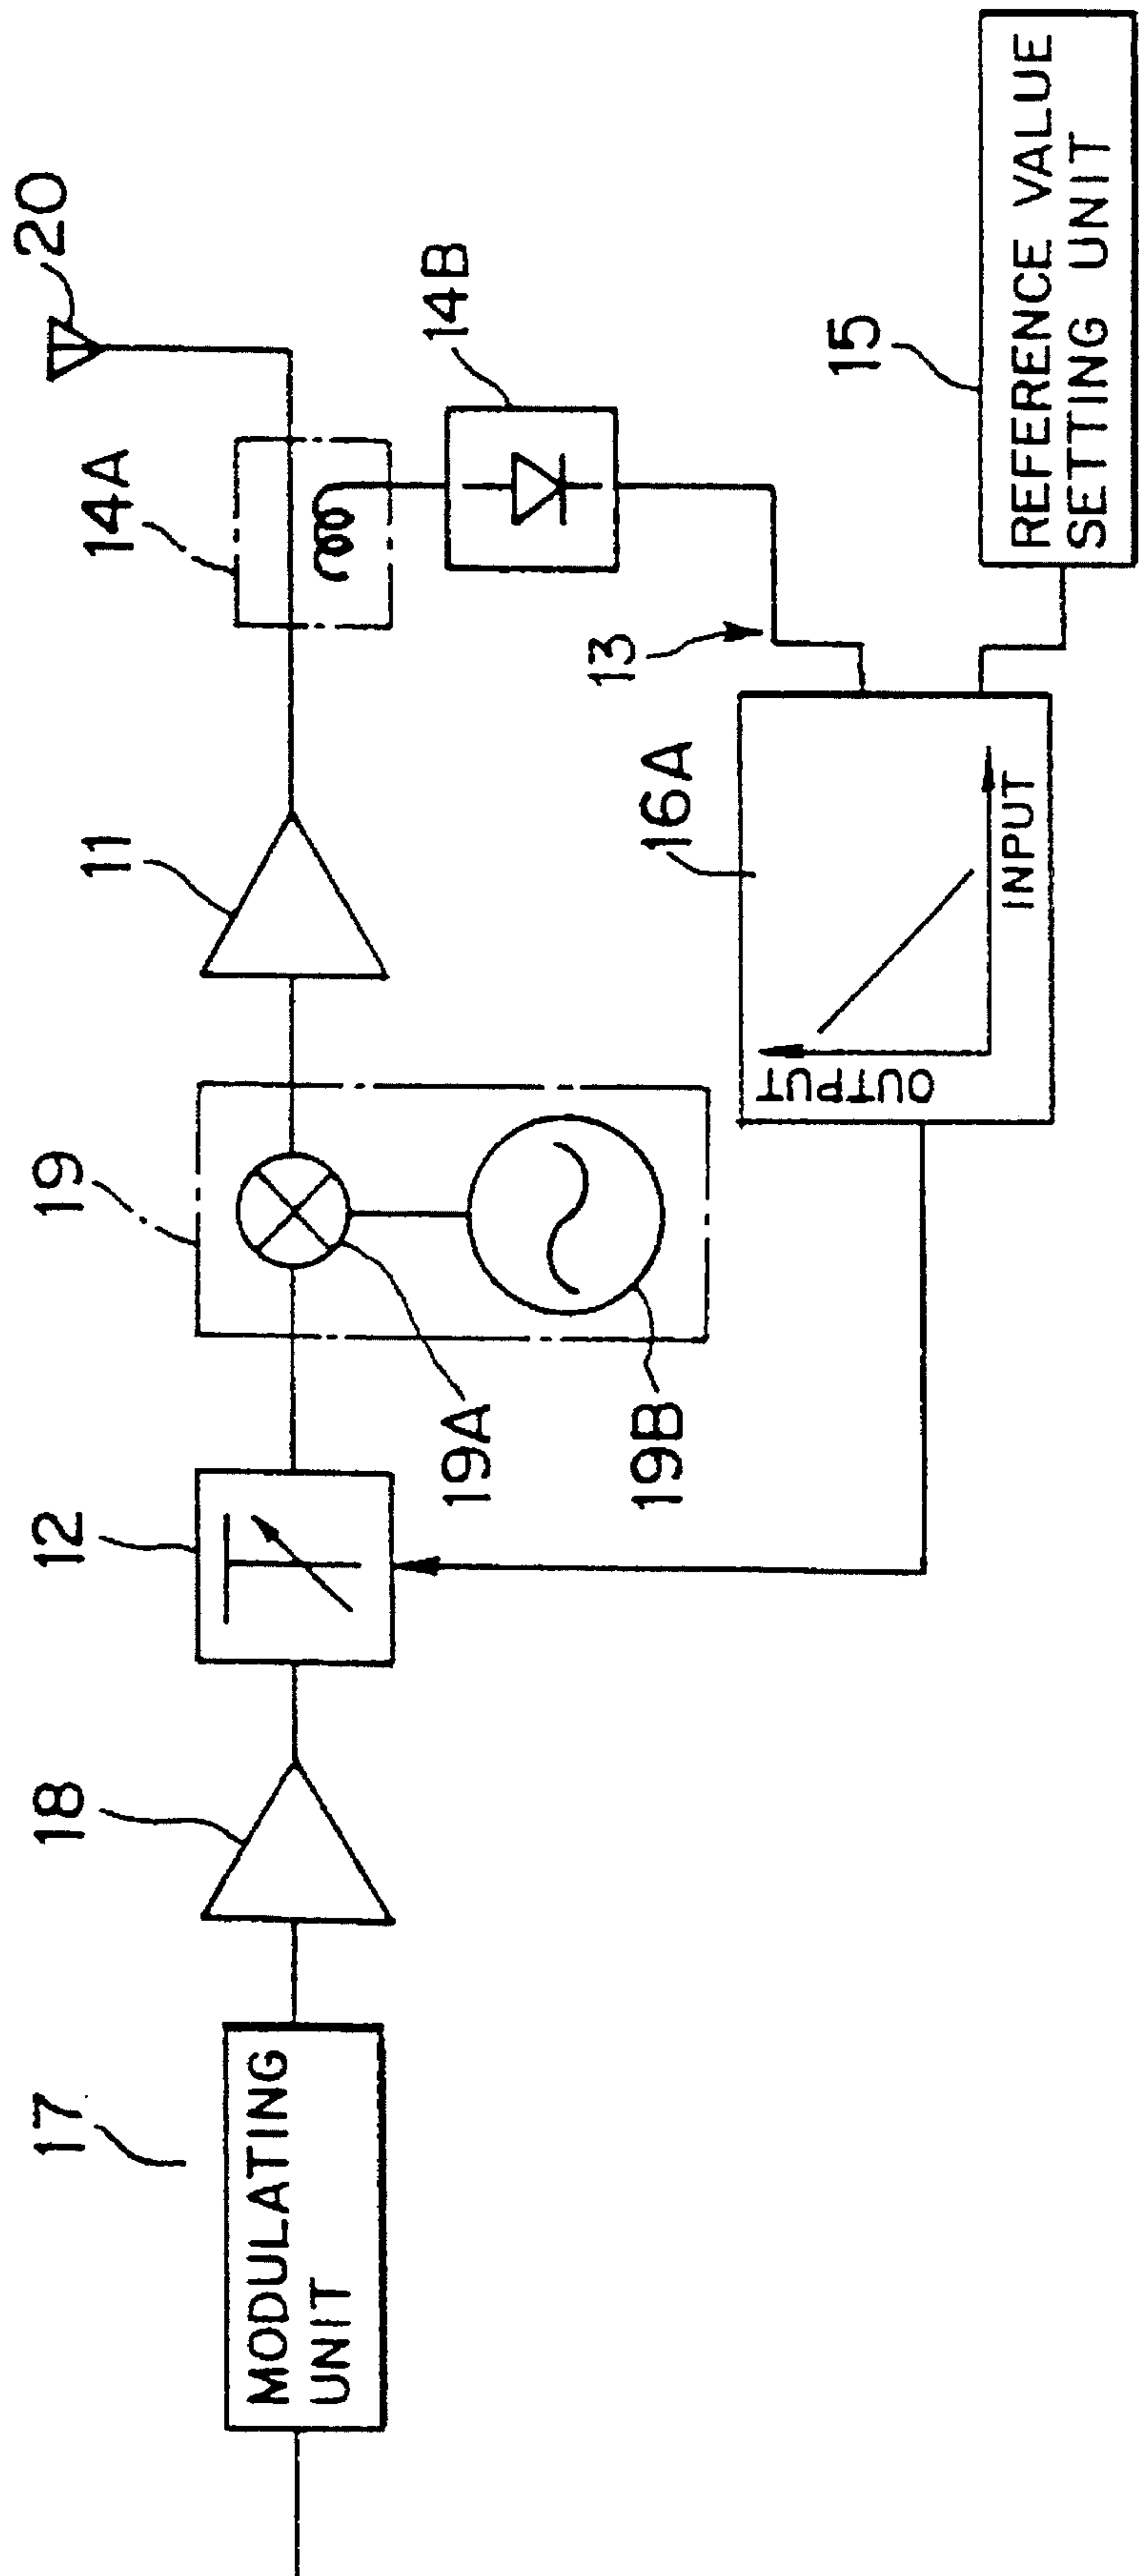 17
MODULATING
UNIT
18
12
19
19A
19B
11
14A
20
14B
13
16A
OUTPUT
INPUT
15
REFERENCE VALUE
SETTING UNIT